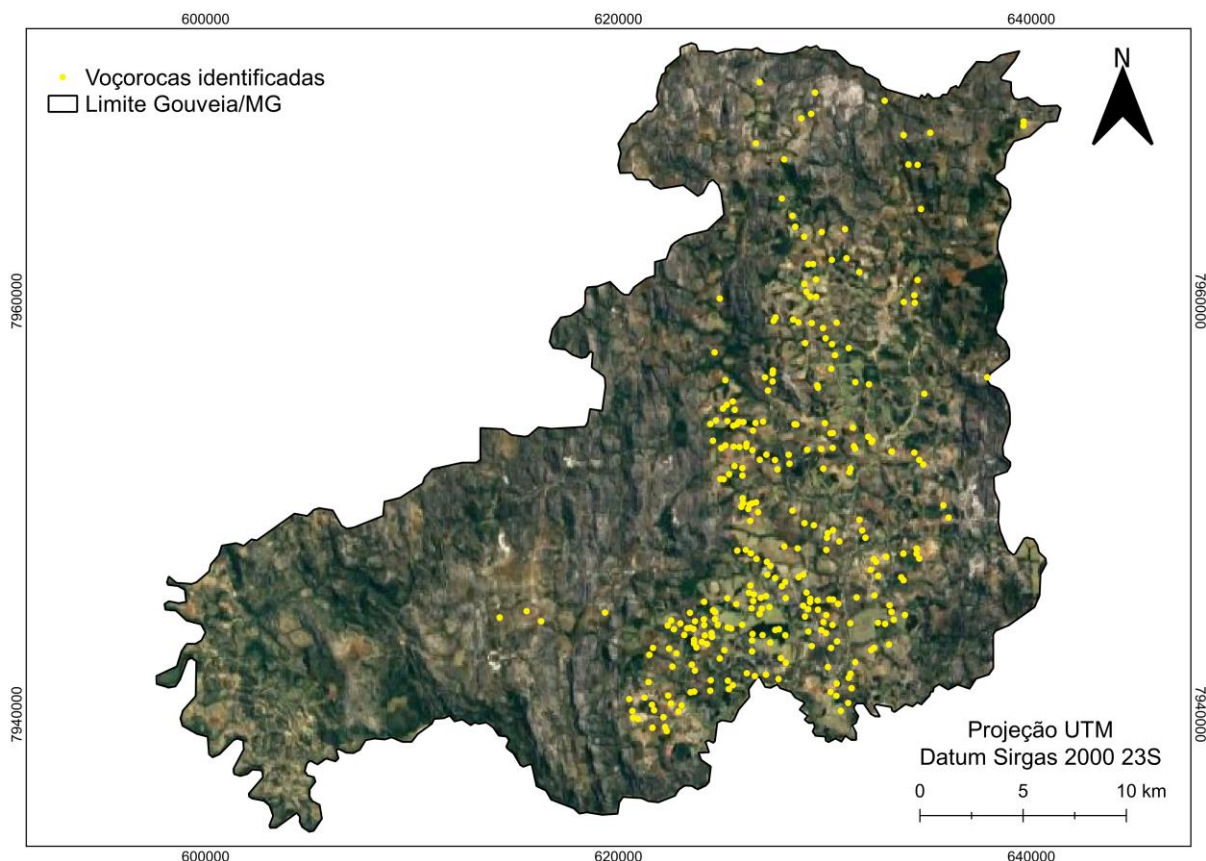 600000 620000 640000
N
Voçorocas identificadas
Limite Gouveia/MG
7960000 7960000
7940000 7940000
Projeção UTM
Datum Sirgas 2000 23S
0 5 10 km
600000 620000 640000